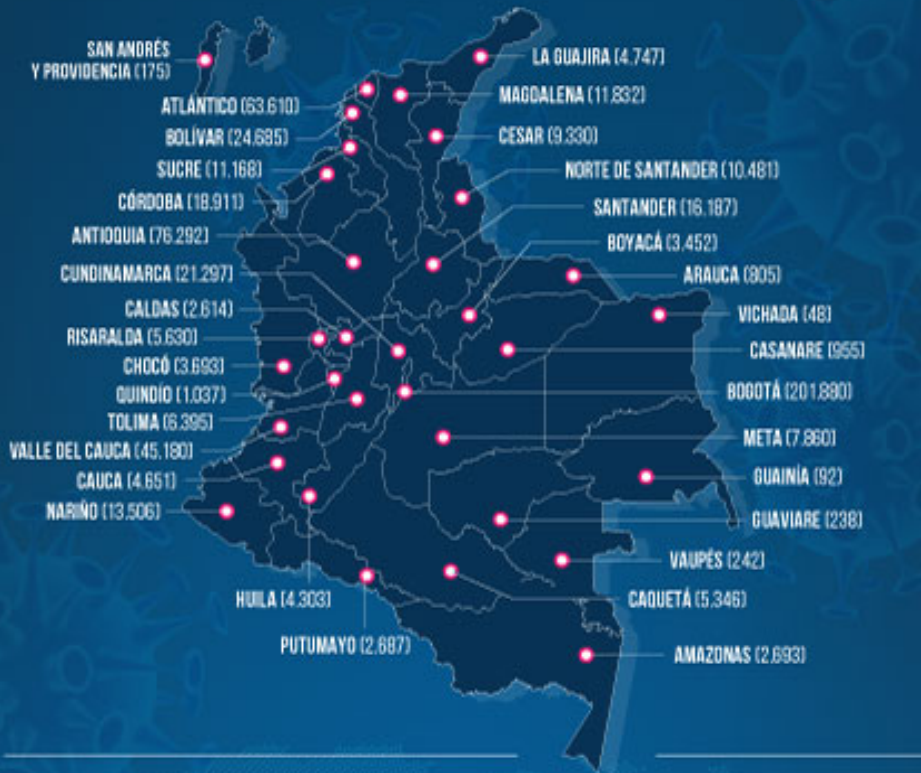 SAN ANDRÉS
Y PROVIDENCIA (175)
ATLÁNTICO (63.610)
BOLÍVAR (24.685)
SUCRE (11.168)
CÓRDOBA (18.911)
ANTIOQUIA (76.292)
CUNDINAMARCA (21.297)
CALDAS (2.614)
RISARALDA (5.630)
CHOCÓ (3.693)
QUINDÍO (1.037)
TOLIMA (6.395)
VALLE DEL CAUCA (45.180)
CAUCA (4.651)
NARIÑO (13.506)
HUILA (4.303)
PUTUMAYO (2.687)
LA GUAJIRA (4.747)
MAGDALENA (11.832)
CESAR (9.330)
NORTE DE SANTANDER (10.481)
SANTANDER (16.187)
BOYACÁ (3.452)
ARAUCA (805)
VICHADA (48)
CASANARE (955)
BOGOTÁ (201.880)
META (7.860)
GUAINÍA (92)
GUAVIARE (238)
VAUPÉS (242)
CAQUETÁ (5.346)
AMAZONAS (2.693)